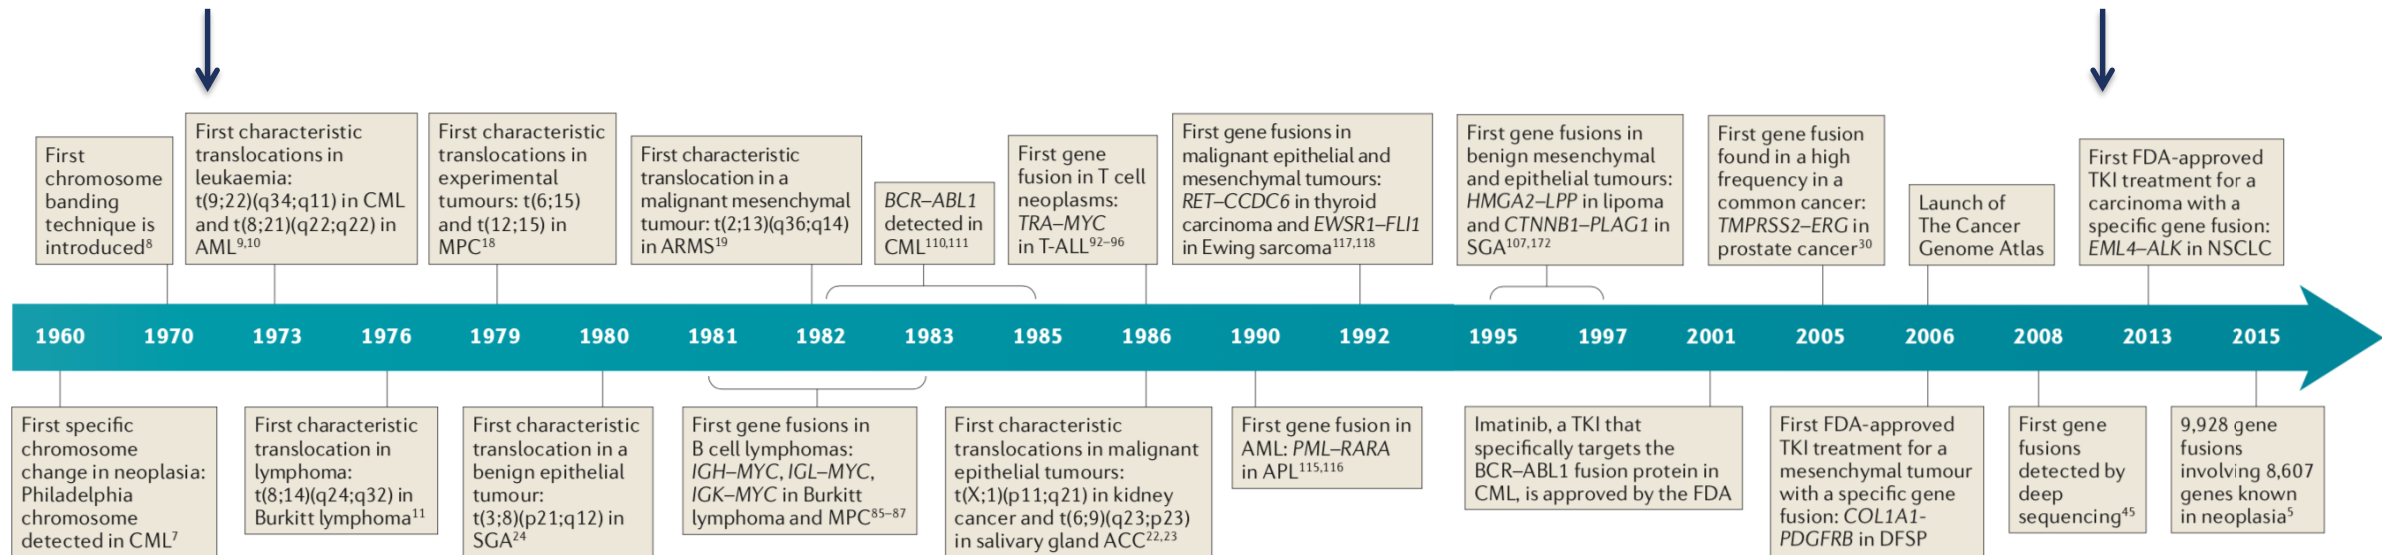 First
chromosome
banding
technique is
introduced⁸
First characteristic
translocations in
leukaemia:
t(9;22)(q34;q11) in CML
and t(8;21)(q22;q22) in
AML⁹,¹⁰
First characteristic
translocations in
experimental
tumours: t(6;15)
and t(12;15) in
MPC¹⁸
First characteristic
translocation in a
malignant mesenchymal
tumour: t(2;13)(q36;q14)
in ARMS¹⁹
BCR–ABL1
detected in
CML¹¹⁰,¹¹¹
First gene
fusion in T cell
neoplasms:
TRA–MYC
in T-ALL⁹²⁻⁹⁶
First gene fusions in
malignant epithelial and
mesenchymal tumours:
RET–CCDC6 in thyroid
carcinoma and EWSR1–FLI1
in Ewing sarcoma¹¹⁷,¹¹⁸
First gene fusions in
benign mesenchymal
and epithelial tumours:
HMGA2–LPP in lipoma
and CTNNB1–PLAG1 in
SGA¹⁰⁷,¹⁷²
First gene fusion
found in a high
frequency in a
common cancer:
TMPRSS2–ERG in
prostate cancer³⁰
Launch of
The Cancer
Genome Atlas
First FDA-approved
TKI treatment for a
carcinoma with a
specific gene fusion:
EML4–ALK in NSCLC
1960 1970 1973 1976 1979 1980 1981 1982 1983 1985 1986 1990 1992 1995 1997 2001 2005 2006 2008 2013 2015
First specific
chromosome
change in neoplasia:
Philadelphia
chromosome
detected in CML⁷
First characteristic
translocation in
lymphoma:
t(8;14)(q24;q32) in
Burkitt lymphoma¹¹
First characteristic
translocation in a
benign epithelial
tumour:
t(3;8)(p21;q12) in
SGA²⁴
First gene fusions in
B cell lymphomas:
IGH–MYC, IGL–MYC,
IGK–MYC in Burkitt
lymphoma and MPC⁸⁵⁻⁸⁷
First characteristic
translocations in malignant
epithelial tumours:
t(X;1)(p11;q21) in kidney
cancer and t(6;9)(q23;p23)
in salivary gland ACC²²,²³
First gene fusion in
AML: PML–RARA
in APL¹¹⁵,¹¹⁶
Imatinib, a TKI that
specifically targets the
BCR–ABL1 fusion protein in
CML, is approved by the FDA
First FDA-approved
TKI treatment for a
mesenchymal tumour
with a specific gene
fusion: COL1A1-
PDGFRB in DFSP
First gene
fusions
detected by
deep
sequencing⁴⁵
9,928 gene
fusions
involving 8,607
genes known
in neoplasia⁵